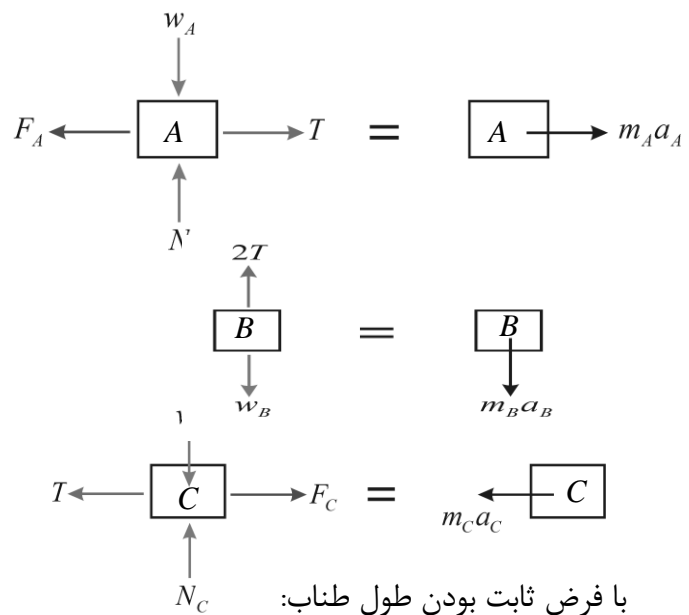 w_A
F_A A T = A m_A a_A
N
2T
B = B
w_B m_B a_B
T C F_C = C
m_C a_C
N_C
با فرض ثابت بودن طول طناب: